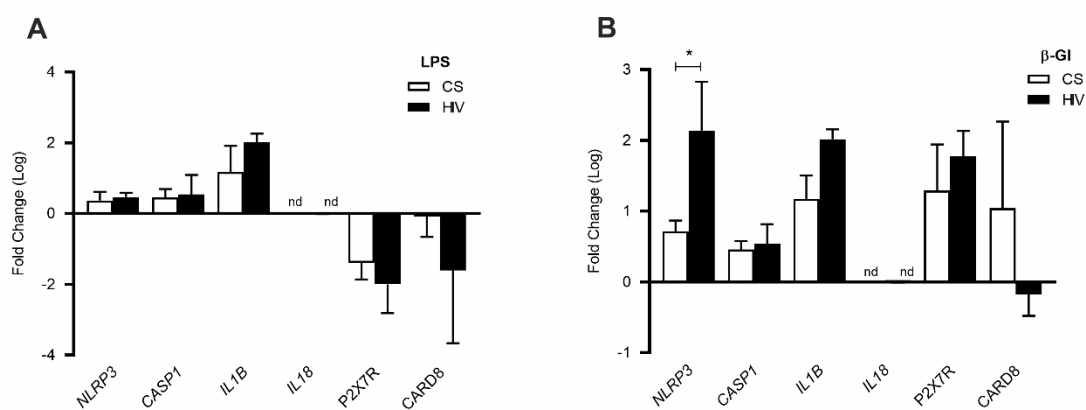 A
LPS
CS
HIV
Fold Change (Log)
4
2
0
-2
-4
nd nd
NLRP3 CASP1 IL1B IL18 P2X7R CARD8
B
β-Gl
CS
HIV
Fold Change (Log)
3
2
1
0
-1
*
nd nd
NLRP3 CASP1 IL1B IL18 P2X7R CARD8